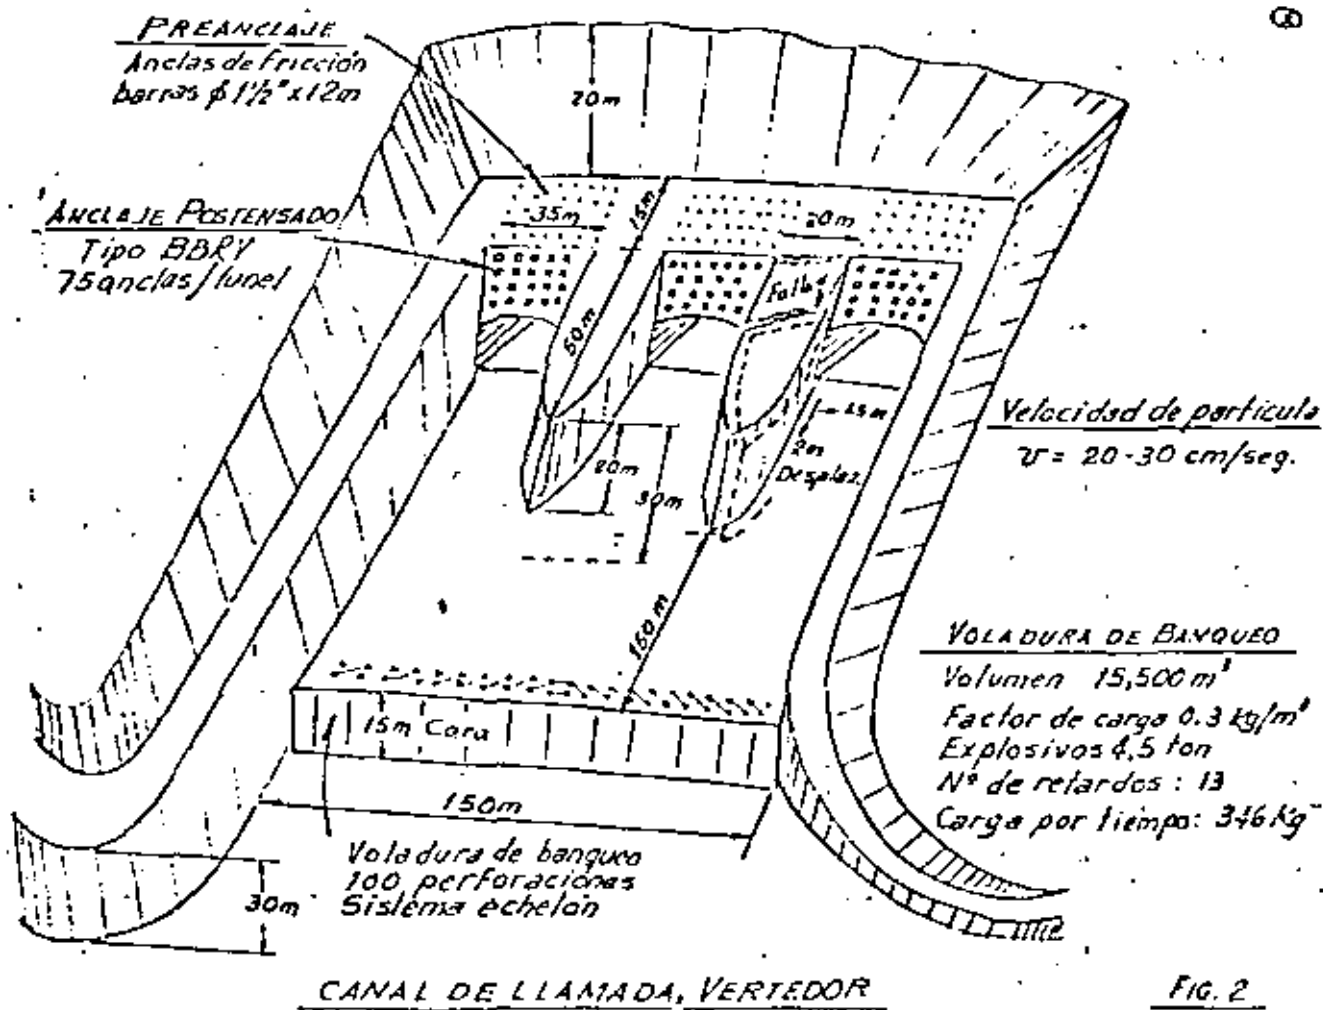 PREANCLAJE
Anclas de fricción
barras φ 1½" x 12m
20m
ANCLAJE POSTENSADO
Tipo BBRV
75 anclas/tunel
35m
15m
20m
Falla
50m
15m
2m
Desplaz.
20m
30m
Velocidad de partícula
v = 20-30 cm/seg.
150m
VOLADURA DE BANQUEO
Volumen 15,500 m³
Factor de carga 0.3 kg/m³
Explosivos 4.5 ton
Nº de retardos : 13
Carga por tiempo: 346 Kg
15m Cara
150m
Voladura de banqueo
100 perforaciones
Sistema echelón
30m
CANAL DE LLAMADA, VERTEDOR
FIG. 2